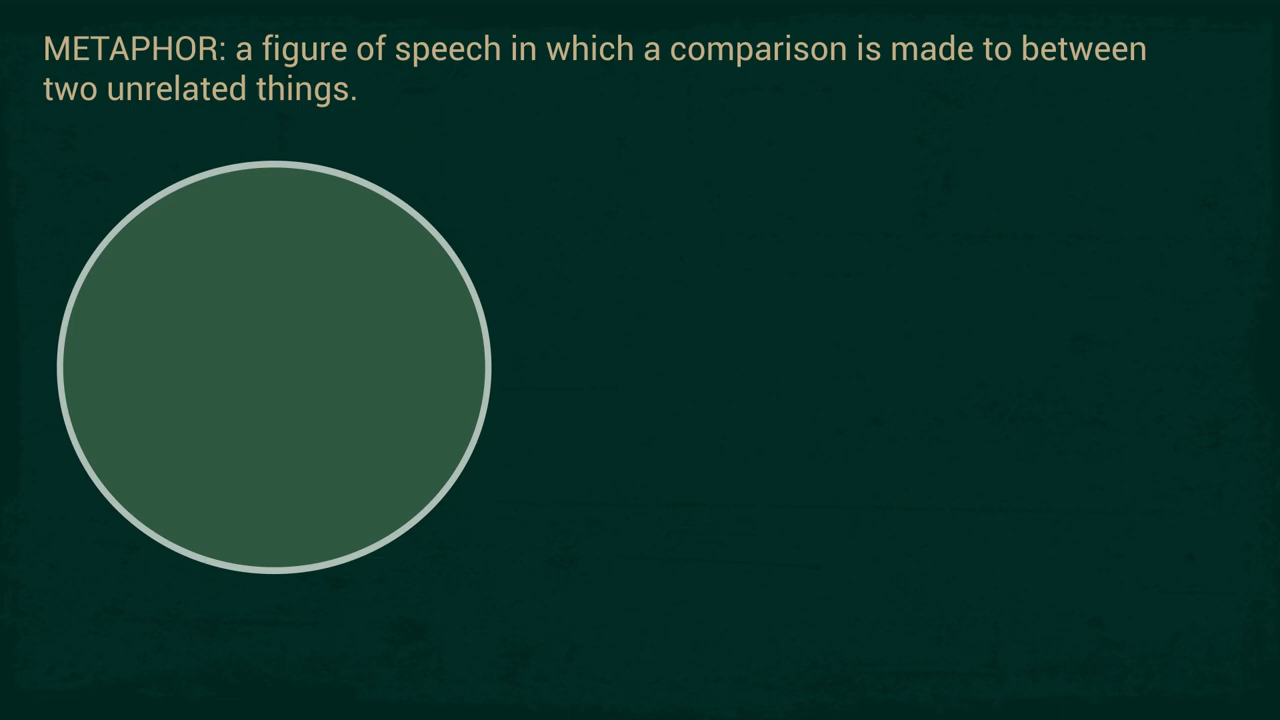 METAPHOR: a figure of speech in which a comparison is made to between
two unrelated things.